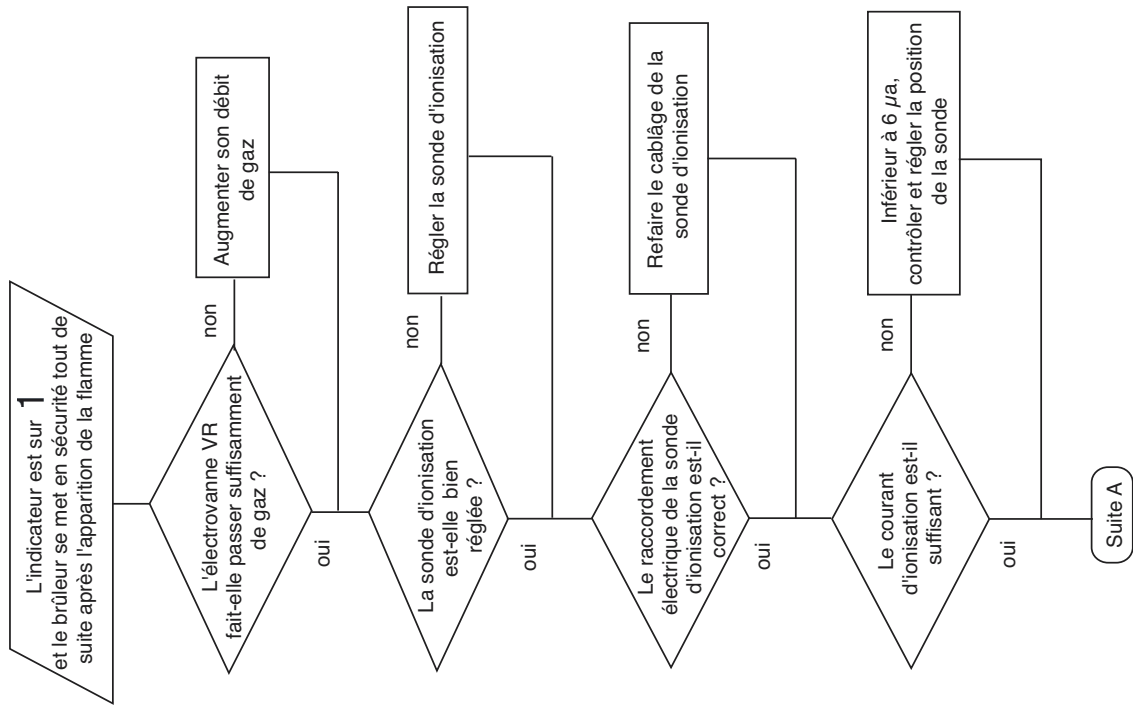 L'indicateur est sur 1
et le brûleur se met en sécurité tout de
suite après l'apparition de la flamme
L'électrovanne VR
fait-elle passer suffisamment
de gaz ?
non
Augmenter son débit
de gaz
oui
La sonde d'ionisation
est-elle bien
réglée ?
non
Régler la sonde d'ionisation
oui
Le raccordement
électrique de la sonde
d'ionisation est-il
correct ?
non
Refaire le cablâge de la
sonde d'ionisation
oui
Le courant
d'ionisation est-il
suffisant ?
non
Inférieur à 6 µa,
contrôler et régler la position
de la sonde
oui
Suite A